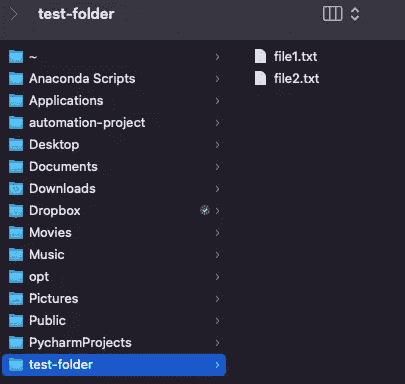 test-folder
~
Anaconda Scripts
Applications
automation-project
Desktop
Documents
Downloads
Dropbox
Movies
Music
opt
Pictures
Public
PycharmProjects
test-folder
file1.txt
file2.txt